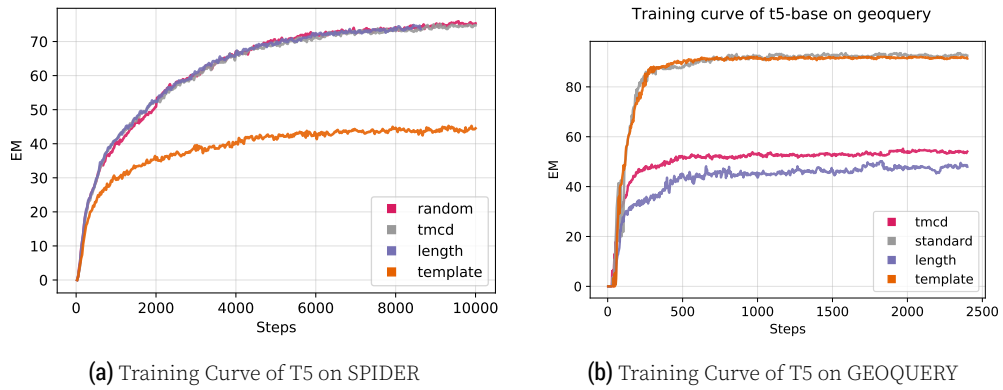 70
60
50
40
30
20
10
0
EM
0
2000
4000
6000
8000
10000
Steps
random
tmcd
length
template
(a) Training Curve of T5 on SPIDER
Training curve of t5-base on geoquery
80
60
40
20
0
EM
0
500
1000
1500
2000
2500
Steps
tmcd
standard
length
template
(b) Training Curve of T5 on GEOQUERY